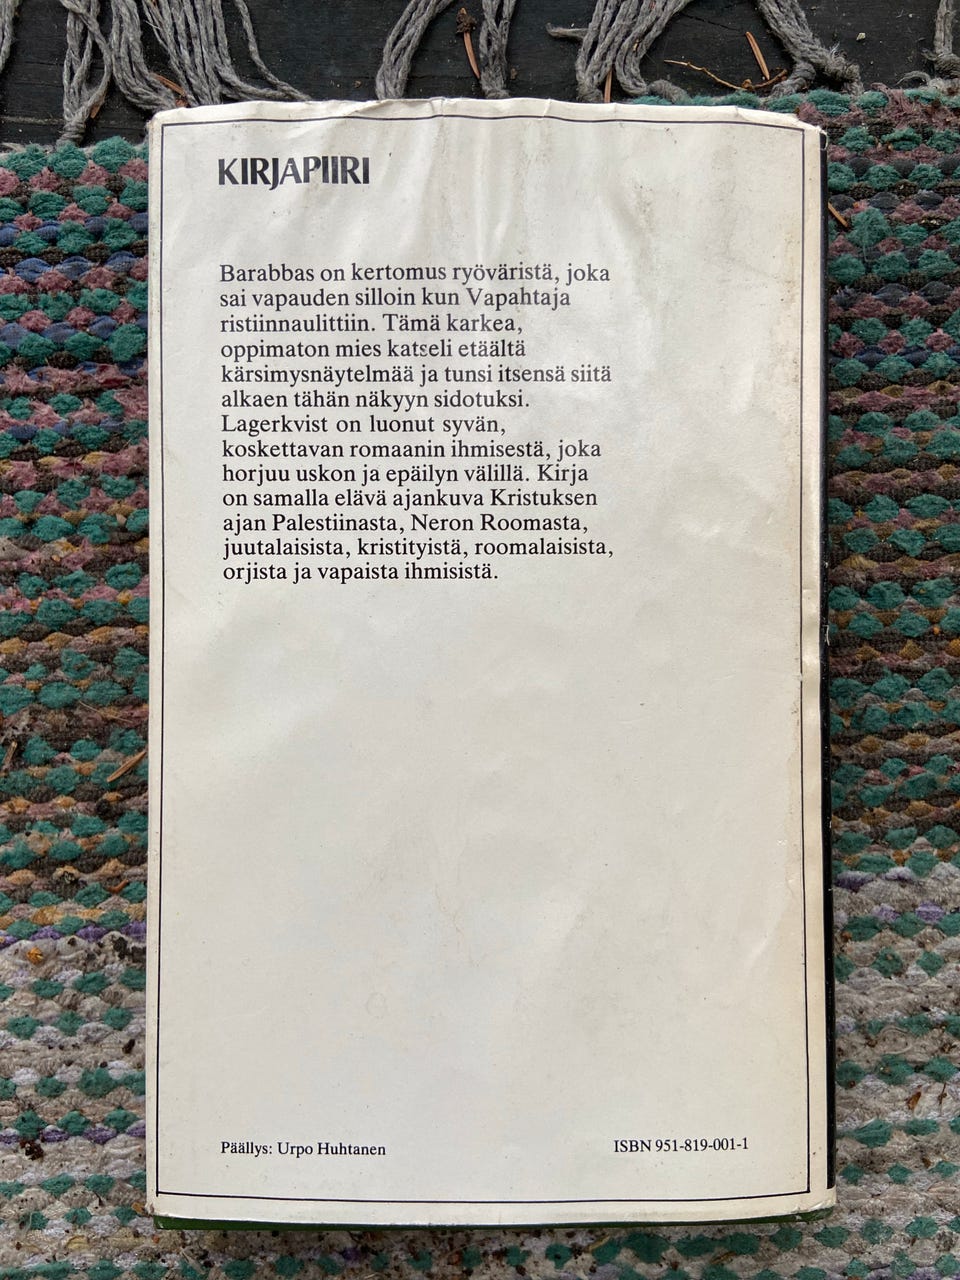 KIRJAPIIRI
Barabbas on kertomus ryöväristä, joka
sai vapauden silloin kun Vapahtaja
ristiinnaulittiin. Tämä karkea,
oppimaton mies katseli etäältä
kärsimysnäytelmää ja tunsi itsensä siitä
alkaen tähän näkyyn sidotuksi.
Lagerkvist on luonut syvän,
koskettavan romaanin ihmisestä, joka
horjuu uskon ja epäilyn välillä. Kirja
on samalla elävä ajankuva Kristuksen
ajan Palestiinasta, Neron Roomasta,
juutalaisista, kristityistä, roomalaisista,
orjista ja vapaista ihmisistä.
Päällys: Urpo Huhtanen
ISBN 951-819-001-1